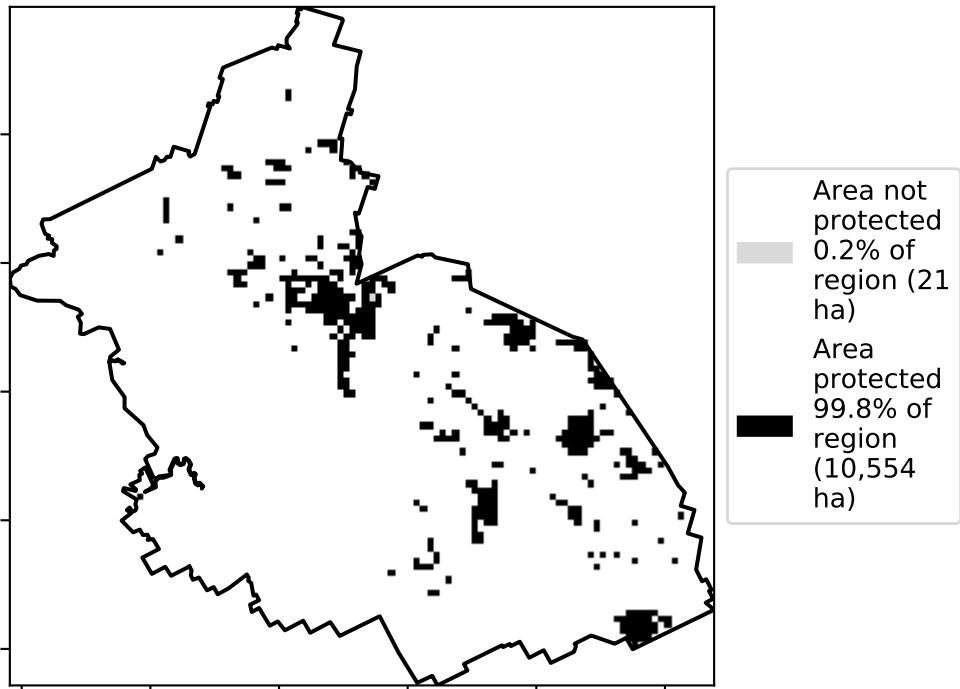 Area not
protected
0.2% of
region (21
ha)
Area
protected
99.8% of
region
(10,554
ha)